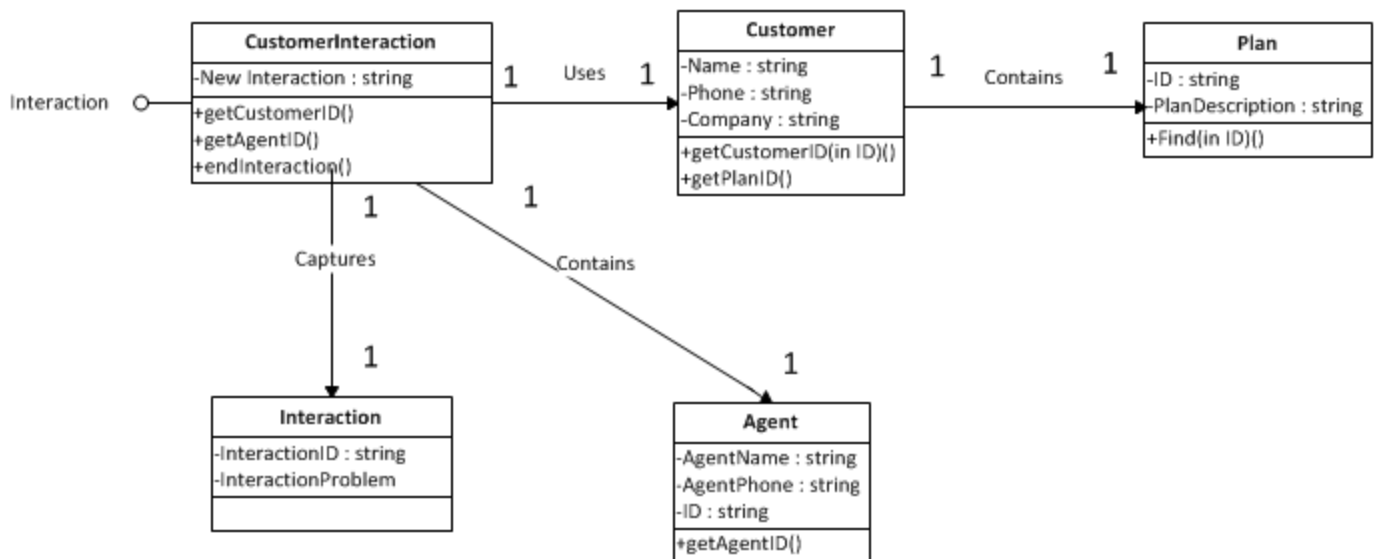 Interaction
CustomerInteraction
-New Interaction : string
+getCustomerID()
+getAgentID()
+endInteraction()
1
Uses
1
Customer
-Name : string
-Phone : string
-Company : string
+getCustomerID(in ID)()
+getPlanID()
1
Contains
1
Plan
-ID : string
-PlanDescription : string
+Find(in ID)()
1
Captures
1
1
Contains
1
Interaction
-InteractionID : string
-InteractionProblem
Agent
-AgentName : string
-AgentPhone : string
-ID : string
+getAgentID()